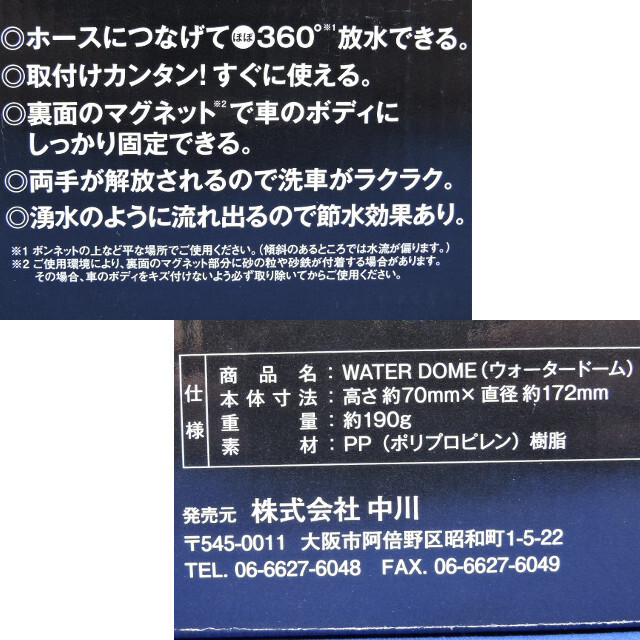 ◎ホースにつなげてほぼ360°※1放水できる。
◎取付けカンタン!すぐに使える。
◎裏面のマグネット※2で車のボディに
しっかり固定できる。
◎両手が解放されるので洗車がラクラク。
◎湧水のように流れ出るので節水効果あり。
※1 ボンネットの上など平な場所でご使用ください。(傾斜のあるところでは水流が偏ります。)
※2 ご使用環境により、裏面のマグネット部分に砂の粒や砂鉄が付着する場合があります。
その場合、車のボディをキズ付けないよう必ず取り除いてからご使用ください。
仕様
商品名:WATER DOME(ウォータードーム)
本体寸法:高さ 約70mm×直径 約172mm
重量:約190g
素材:PP(ポリプロピレン)樹脂
発売元 株式会社 中川
〒545-0011 大阪市阿倍野区昭和町1-5-22
TEL. 06-6627-6048 FAX. 06-6627-6049